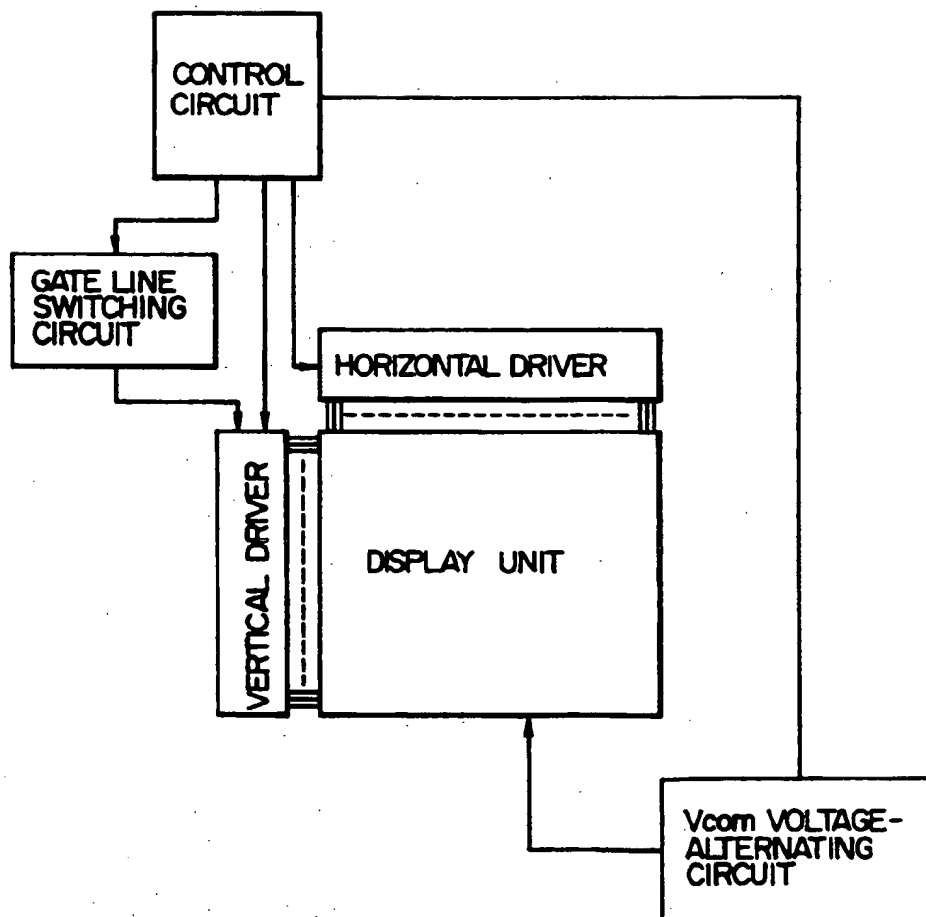 CONTROL
CIRCUIT
GATE LINE
SWITCHING
CIRCUIT
HORIZONTAL DRIVER
VERTICAL DRIVER
DISPLAY UNIT
Vcom VOLTAGE-
ALTERNATING
CIRCUIT